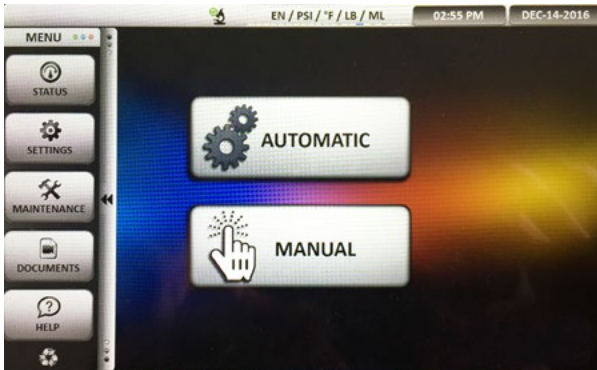 EN / PSI / °F / LB / ML
02:55 PM
DEC-14-2016
MENU
STATUS
SETTINGS
MAINTENANCE
DOCUMENTS
HELP
AUTOMATIC
MANUAL